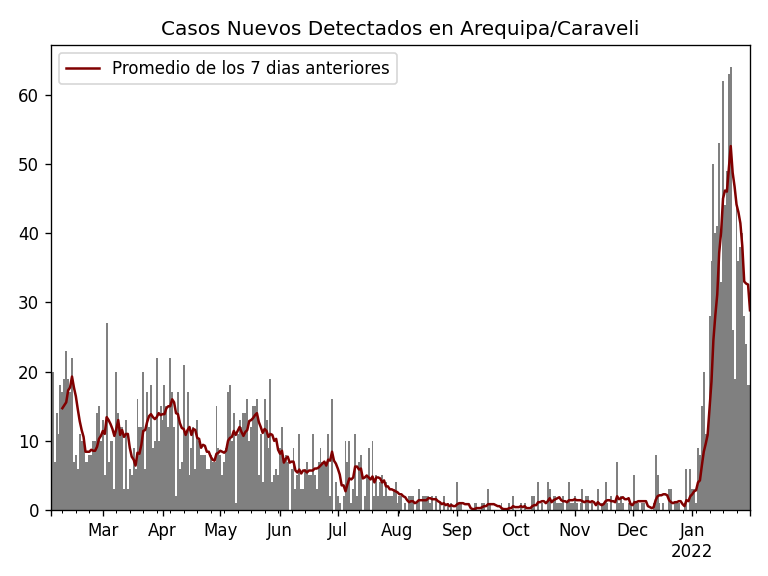 Casos Nuevos Detectados en Arequipa/Caraveli
Promedio de los 7 dias anteriores
60
50
40
30
20
10
0
Mar Apr May Jun Jul Aug Sep Oct Nov Dec Jan
2022